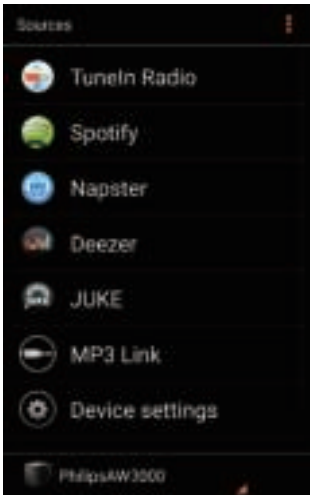 Sources
TuneIn Radio
Spotify
Napster
Deezer
JUKE
MP3 Link
Device settings
PhilipsAW3000